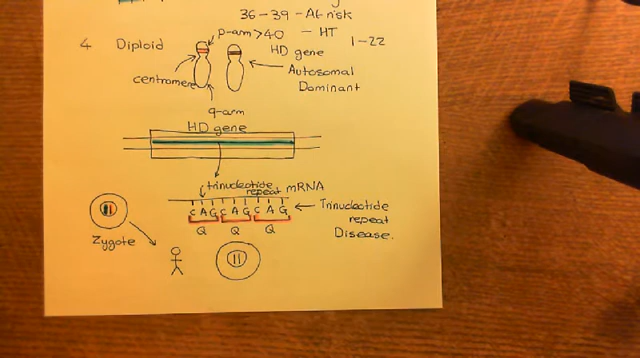 36-39 - At risk
p-arm >40 - HT
4 Diploid
HD gene
1-22
centromere
Autosomal
Dominant
q-arm
HD gene
trinucleotide
repeat mRNA
C A G C A G C A G
Q Q Q
Trinucleotide
repeat
Disease.
Zygote